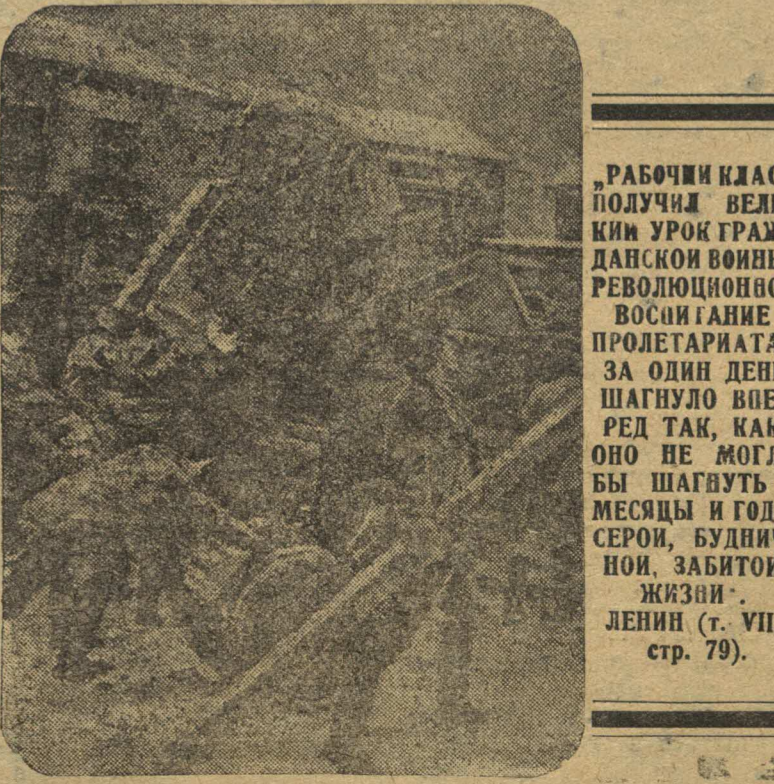 „РАБОЧИЙ КЛАС
ПОЛУЧИЛ ВЕЛИ
КИЙ УРОК ГРАЖ
ДАНСКОЙ ВОЙНЫ
РЕВОЛЮЦИОННО
ВОСПИТАНИЕ
ПРОЛЕТАРИАТА
ЗА ОДИН ДЕНЬ
ШАГНУЛО ВПЕ
РЕД ТАК, КАК
ОНО НЕ МОГЛ
БЫ ШАГНУТЬ
МЕСЯЦЫ И ГОД
СЕРОЙ, БУДНИЧ
НОЙ, ЗАБИТОЙ
ЖИЗНИ".
ЛЕНИН (т. VII
стр. 79).